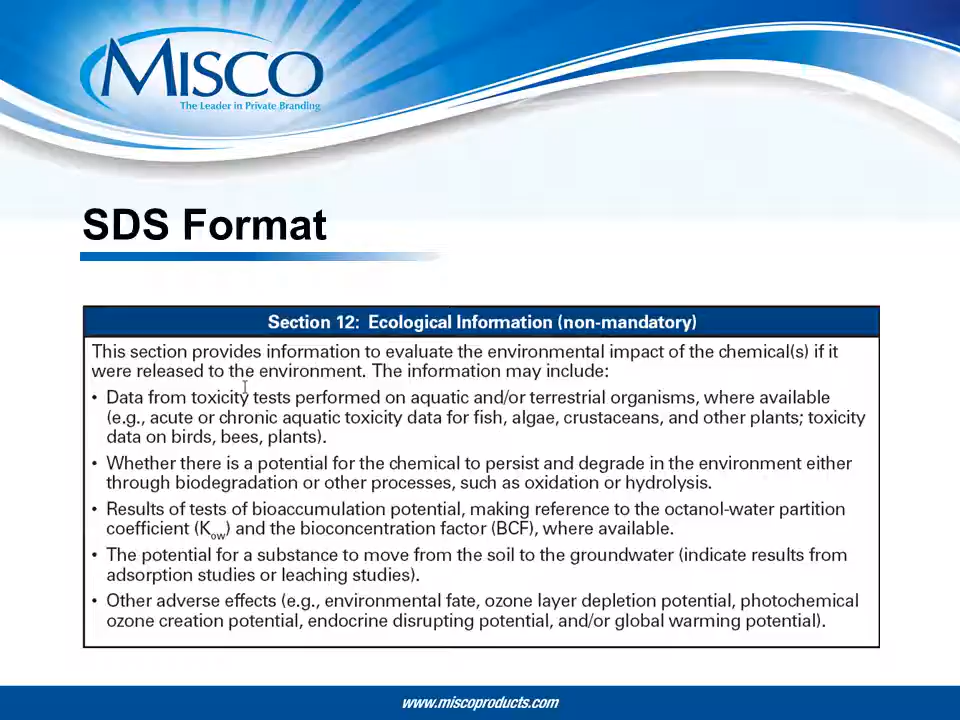 MISCO
The Leader in Private Branding
SDS Format
Section 12: Ecological Information (non-mandatory)
This section provides information to evaluate the environmental impact of the chemical(s) if it
were released to the environment. The information may include:
• Data from toxicity tests performed on aquatic and/or terrestrial organisms, where available
(e.g., acute or chronic aquatic toxicity data for fish, algae, crustaceans, and other plants; toxicity
data on birds, bees, plants).
• Whether there is a potential for the chemical to persist and degrade in the environment either
through biodegradation or other processes, such as oxidation or hydrolysis.
• Results of tests of bioaccumulation potential, making reference to the octanol-water partition
coefficient (Kow) and the bioconcentration factor (BCF), where available.
• The potential for a substance to move from the soil to the groundwater (indicate results from
adsorption studies or leaching studies).
• Other adverse effects (e.g., environmental fate, ozone layer depletion potential, photochemical
ozone creation potential, endocrine disrupting potential, and/or global warming potential).
www.miscoproducts.com